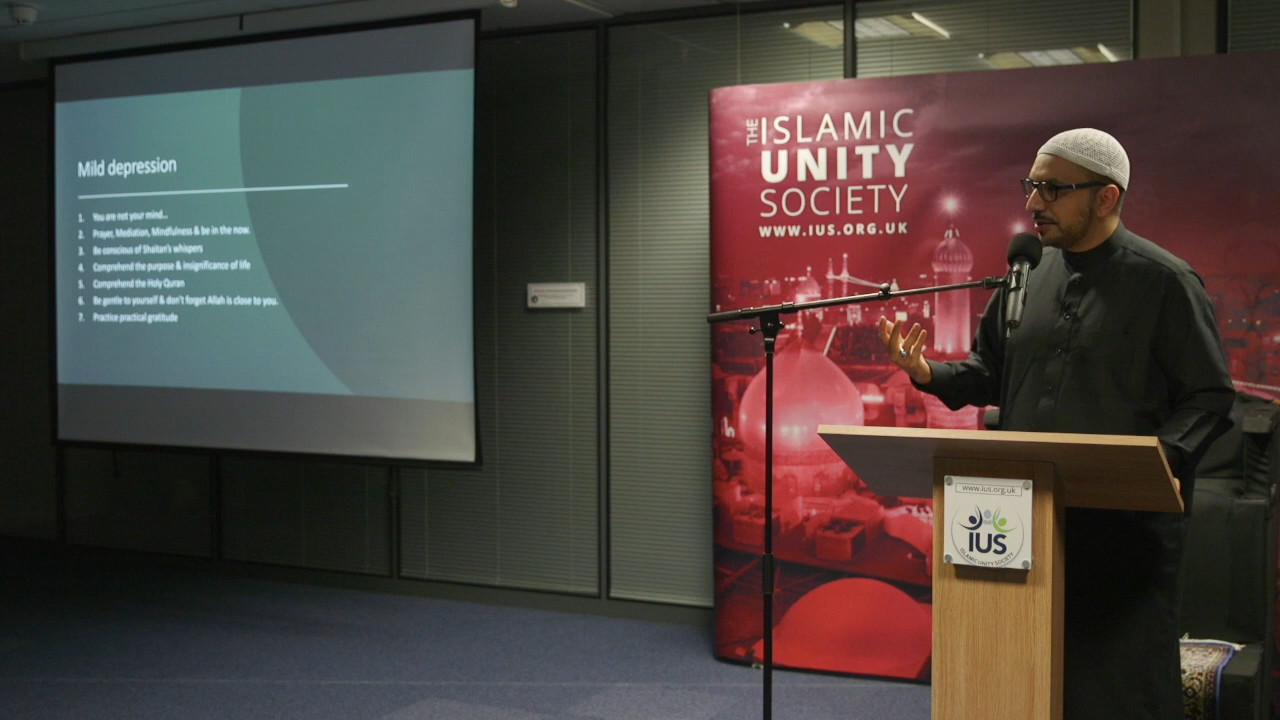 Mild depression
1. You are not your mind...
2. Prayer, Mediation, Mindfulness & be in the now.
3. Be conscious of Shaitan's whispers
4. Comprehend the purpose & insignificance of life
5. Comprehend the Holy Quran
6. Be gentle to yourself & don't forget Allah is close to you.
7. Practice practical gratitude
THE ISLAMIC
UNITY
SOCIETY
WWW.IUS.ORG.UK
www.ius.org.uk
IUS
ISLAMIC UNITY SOCIETY